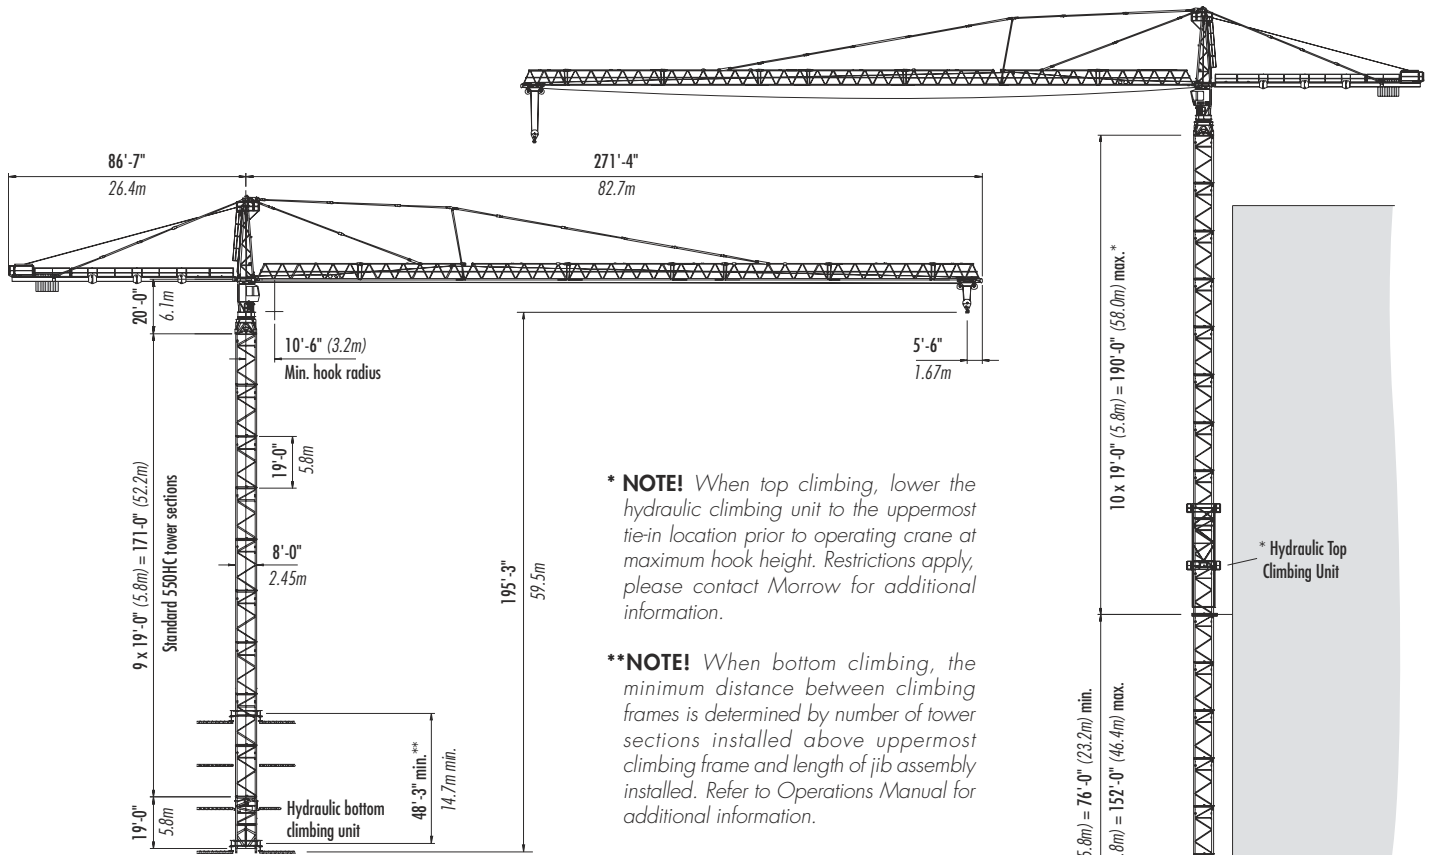 86'-7"
26.4m
271'-4"
82.7m
20'-0"
6.1m
10'-6" (3.2m)
Min. hook radius
5'-6"
1.67m
9 x 19'-0" (5.8m) = 171-0" (52.2m)
Standard 550HC tower sections
19'-0"
5.8m
8'-0"
2.45m
195'-3"
59.5m
48'-3" min.**
14.7m min.
19'-0"
5.8m
Hydraulic bottom
climbing unit
* NOTE! When top climbing, lower the
hydraulic climbing unit to the uppermost
tie-in location prior to operating crane at
maximum hook height. Restrictions apply,
please contact Morrow for additional
information.
**NOTE! When bottom climbing, the
minimum distance between climbing
frames is determined by number of tower
sections installed above uppermost
climbing frame and length of jib assembly
installed. Refer to Operations Manual for
additional information.
10 x 19'-0" (5.8m) = 190'-0" (58.0m) max.*
* Hydraulic Top
Climbing Unit
5.8m) = 76'-0" (23.2m) min.
.8m) = 152'-0" (46.4m) max.